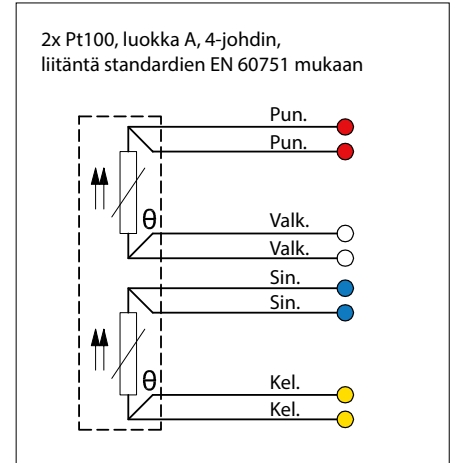 2x Pt100, luokka A, 4-johdin,
liitäntä standardien EN 60751 mukaan
Pun.
Pun.
θ
Valk.
Valk.
Sin.
Sin.
θ
Kel.
Kel.